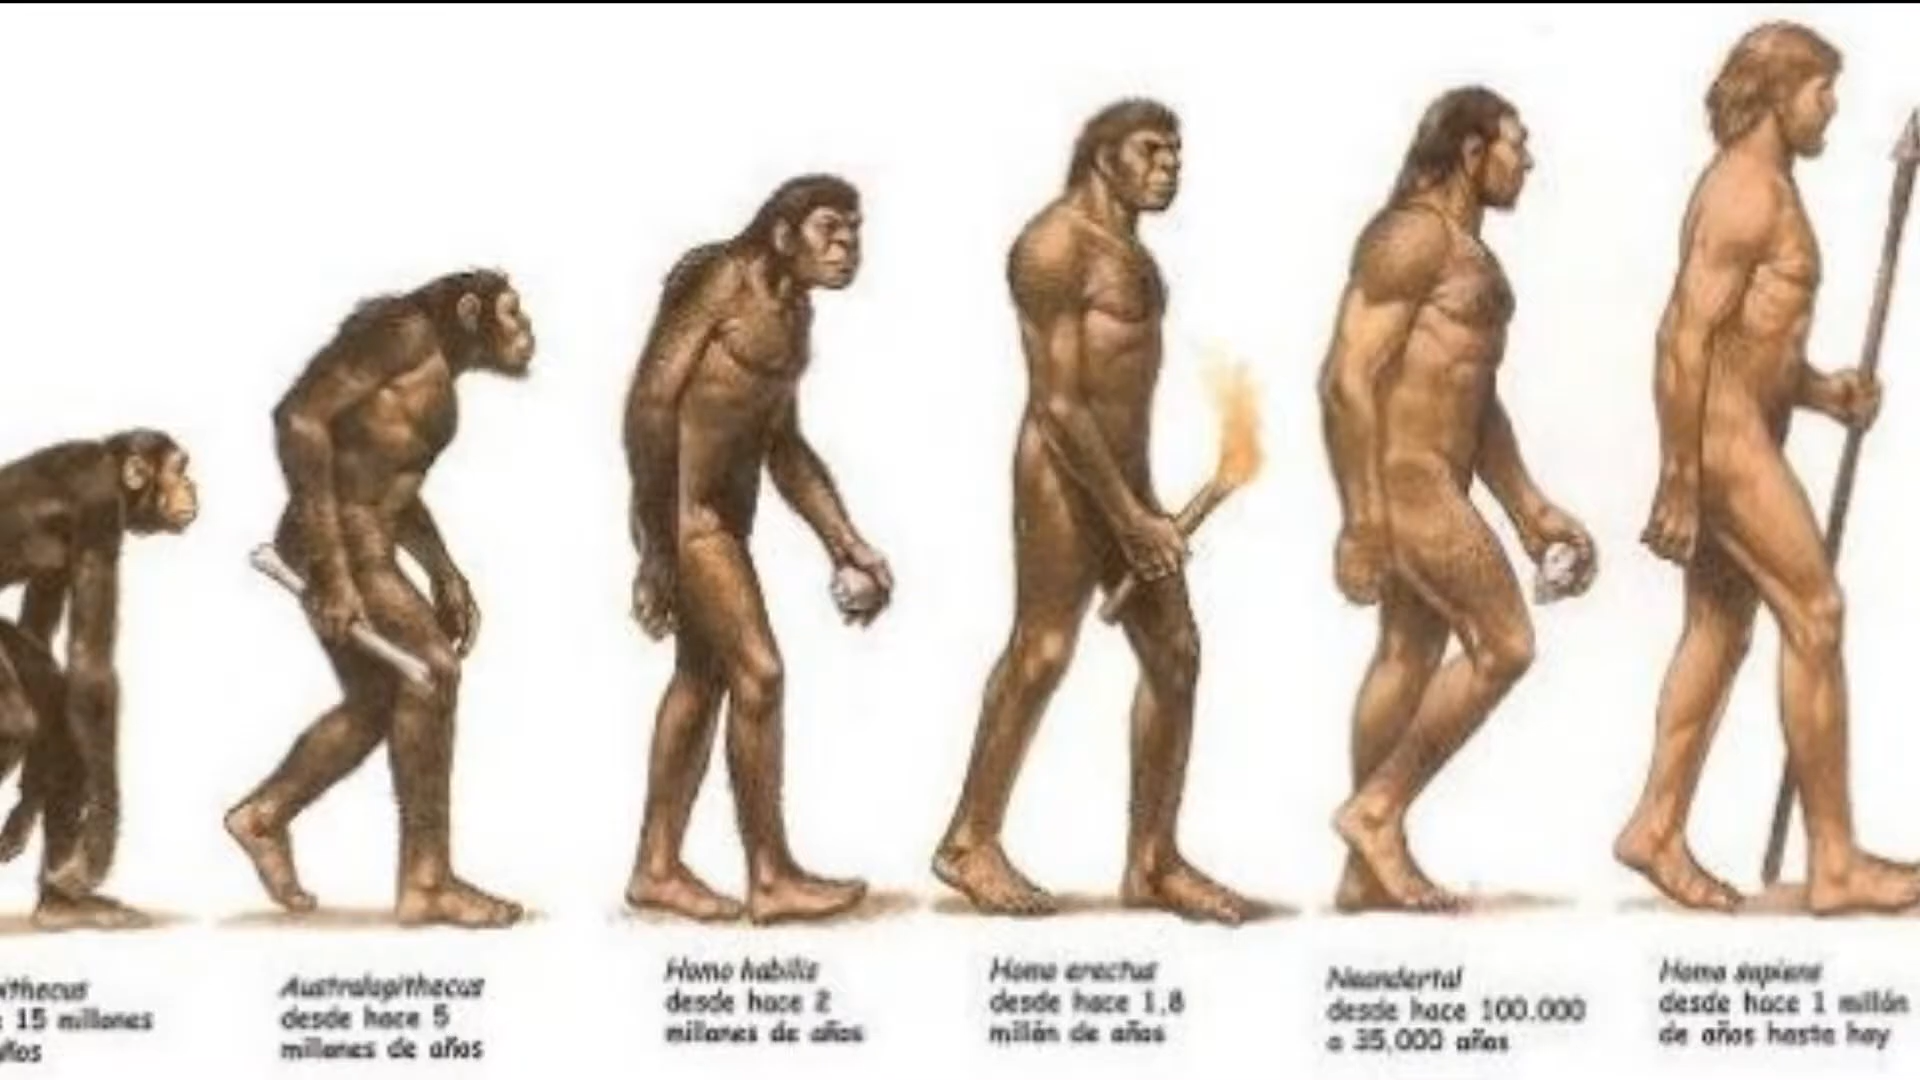 ithecus
15 millones
años
Australopithecus
desde hace 5
millones de años
Homo habilis
desde hace 2
millones de años
Homo erectus
desde hace 1,8
millón de años
Neandertal
desde hace 100.000
a 35,000 años
Homo sapiens
desde hace 1 millón
de años hasta hoy